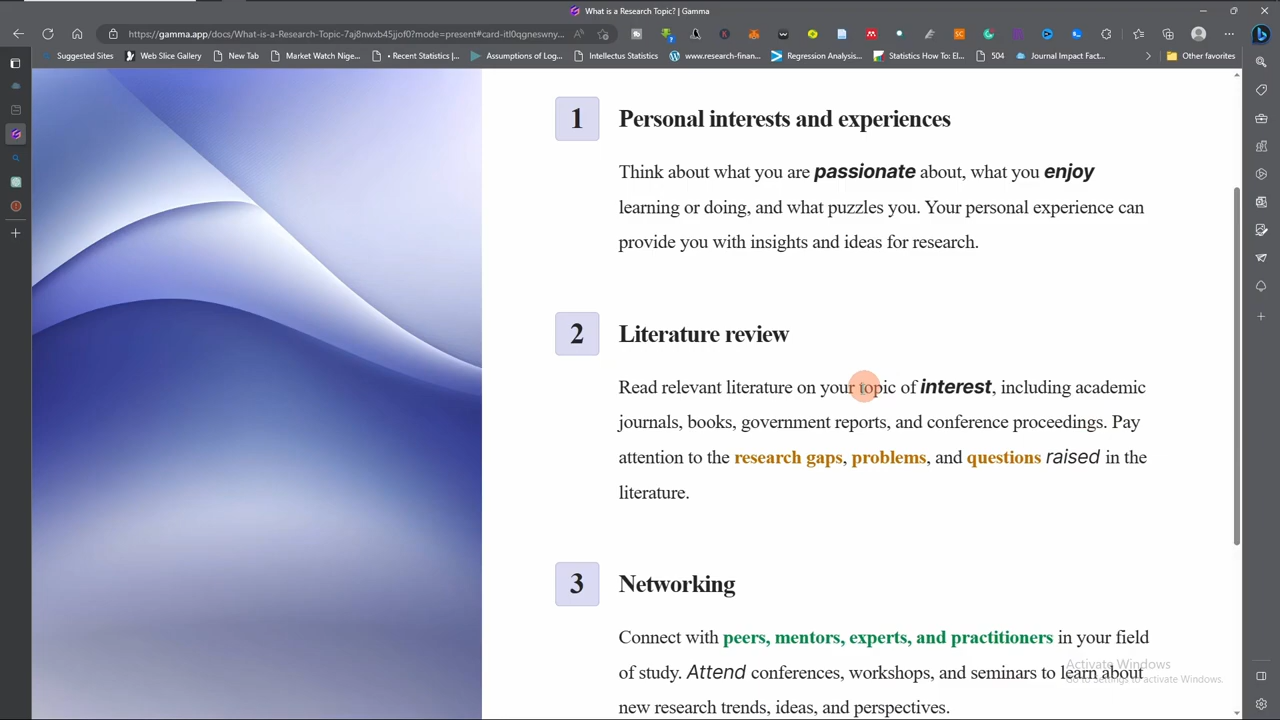 What is a Research Topic? | Gamma
https://gamma.app/docs/What-is-a-Research-Topic-7aj8nwxb45jjof0?mode=present#card-itl0qgneswny...
Suggested Sites
Web Slice Gallery
New Tab
Market Watch Nige...
• Recent Statistics |...
Assumptions of Log...
Intellectus Statistics
www.research-finan...
Regression Analysis...
Statistics How To: El...
504
Journal Impact Fact...
Other favorites
1 Personal interests and experiences
Think about what you are passionate about, what you enjoy
learning or doing, and what puzzles you. Your personal experience can
provide you with insights and ideas for research.
2 Literature review
Read relevant literature on your topic of interest, including academic
journals, books, government reports, and conference proceedings. Pay
attention to the research gaps, problems, and questions raised in the
literature.
3 Networking
Connect with peers, mentors, experts, and practitioners in your field
of study. Attend conferences, workshops, and seminars to learn about
new research trends, ideas, and perspectives.
Activate Windows
Go to Settings to activate Windows.